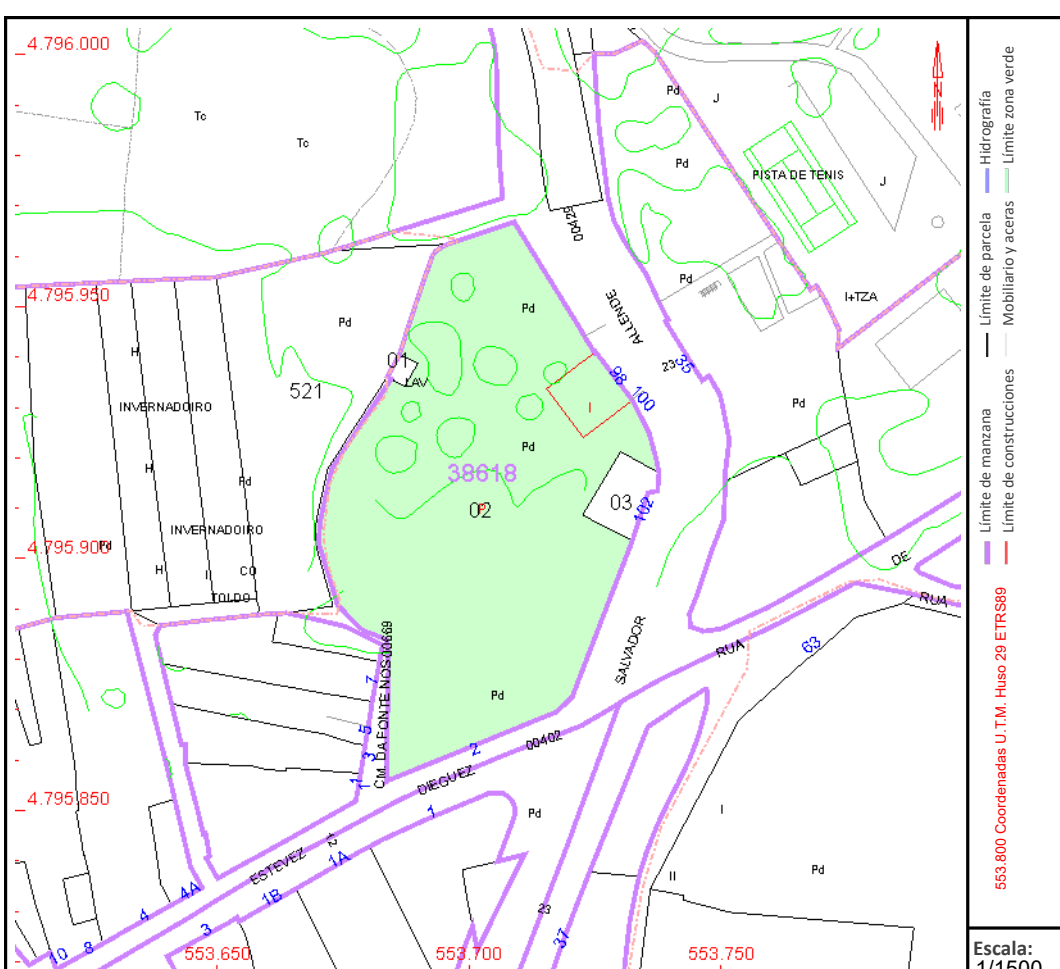 4.796.000
Tc
Tc
Pd
J
Pd
PISTA DE TENIS
J
00429
4.795.950
Pd
Pd
ALLENDE
Pd
I+TZA
H
01
LAV
23
35
521
98
100
INVERNADOIRO
I
Pd
Pd
H
Pd
38618
02
P
03
102
INVERNADOIRO
4.795.900
Pd
H
I
CO
TOLDO
DE
RUA
CM. DA FONTE NOS 00669
SALVADOR
RUA
63
7
Pd
5
3
1
2
00402
DIEGUEZ
4.795.850
1
Pd
I
12
ESTEVEZ
1A
II
Pd
4A
1B
4
3
23
37
10
8
553.650
553.700
553.750
N
Límite de manzana
Límite de parcela
Hidrografía
Límite de construcciones
Mobiliario y aceras
Límite zona verde
553.800 Coordenadas U.T.M. Huso 29 ETRS89
Escala:
1/1500